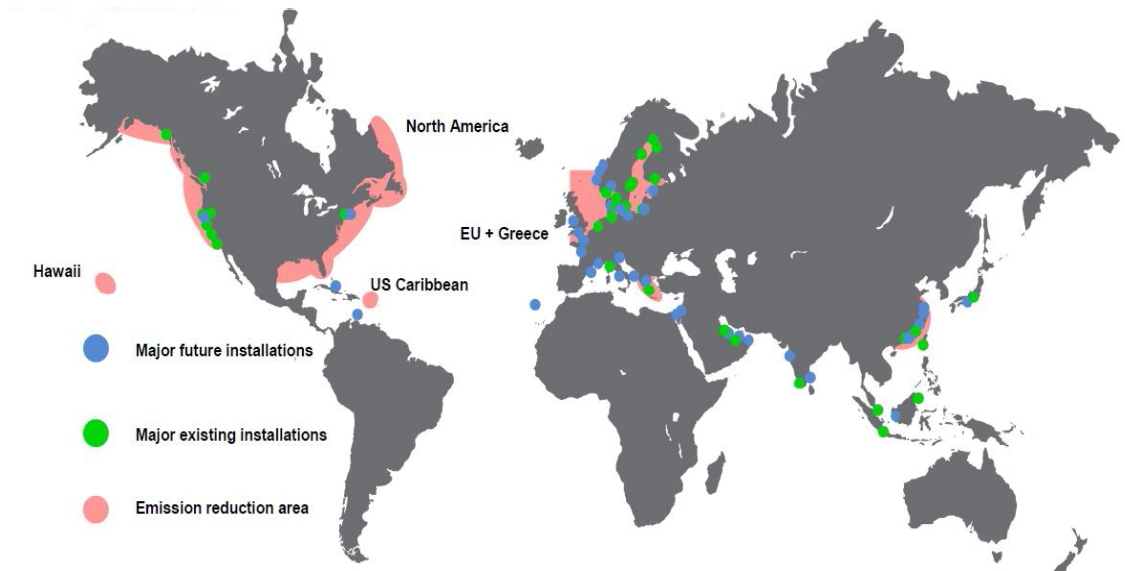 North America
EU + Greece
Hawaii
US Caribbean
Major future installations
Major existing installations
Emission reduction area